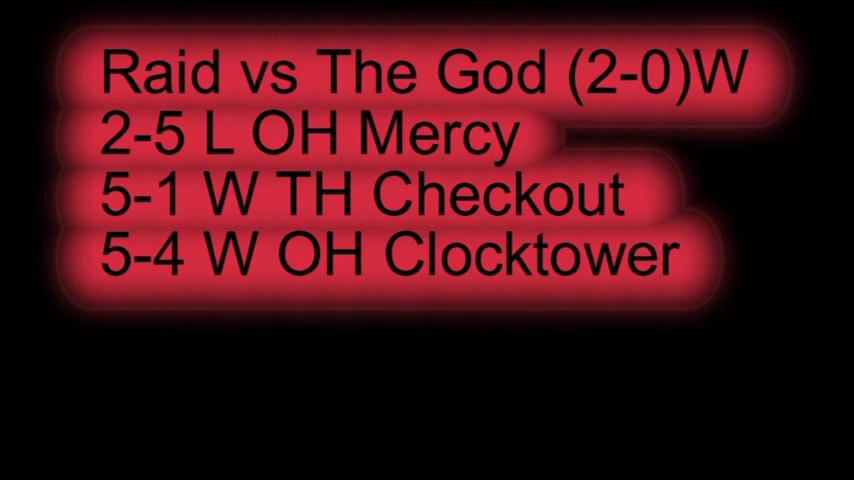 Raid vs The God (2-0)W
2-5 L OH Mercy
5-1 W TH Checkout
5-4 W OH Clocktower